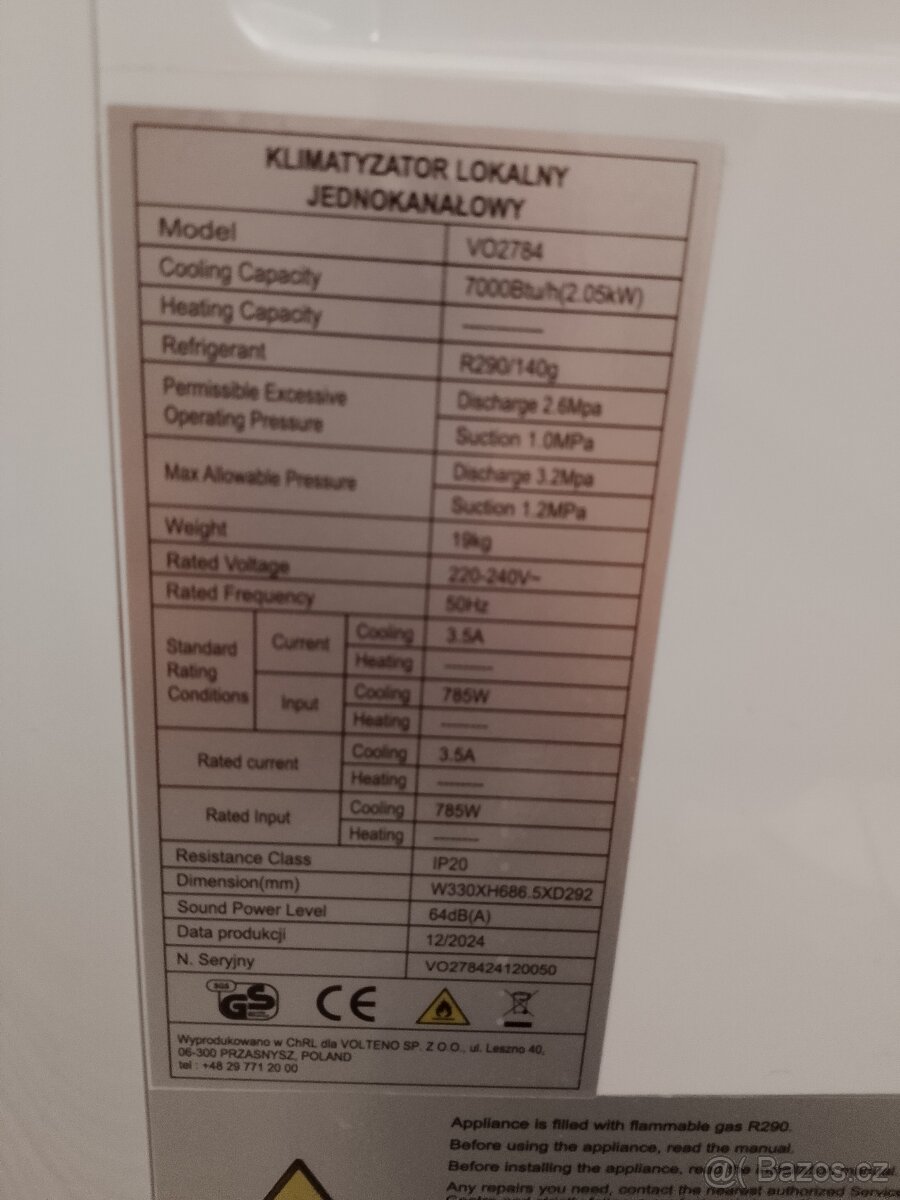 KLIMATYZATOR LOKALNY
JEDNOKANAŁOWY
Model VO2784
Cooling Capacity 7000Btu/h(2.05kW)
Heating Capacity ----------
Refrigerant R290/140g
Permissible Excessive
Operating Pressure
Discharge 2.6Mpa
Suction 1.0MPa
Max Allowable Pressure
Discharge 3.2Mpa
Suction 1.2MPa
Weight 19kg
Rated Voltage 220-240V~
Rated Frequency 50Hz
Standard
Rating
Conditions
Current
Cooling 3.5A
Heating --------
Input
Cooling 785W
Heating --------
Rated current
Cooling 3.5A
Heating --------
Rated Input
Cooling 785W
Heating --------
Resistance Class IP20
Dimension(mm) W330XH686.5XD292
Sound Power Level 64dB(A)
Data produkcji 12/2024
N. Seryjny VO278424120050
SGS
GS
CE
Wyprodukowano w ChRL dla VOLTENO SP. Z O.O., ul. Leszno 40,
06-300 PRZASNYSZ, POLAND
tel : +48 29 771 20 00
Appliance is filled with flammable gas R290.
Before using the appliance, read the manual.
Before installing the appliance, read the installation manual.
Any repairs you need, contact the nearest authorized Service
@( Bazos.cz